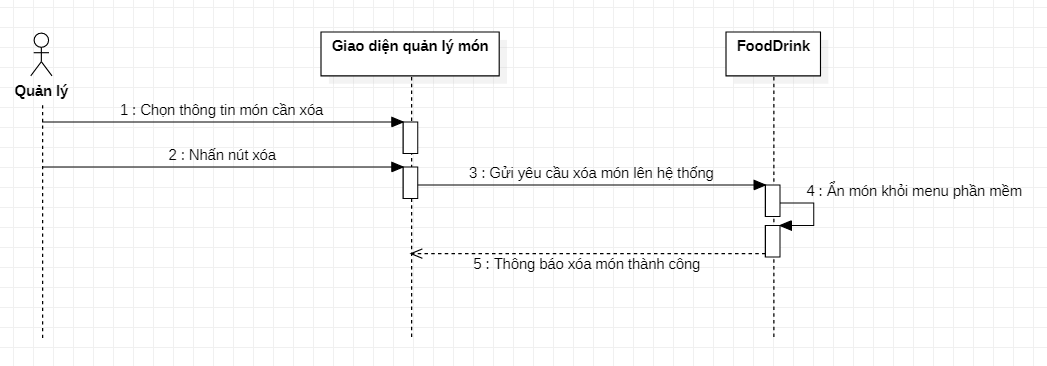 Giao diện quản lý món
FoodDrink
Quản lý
1 : Chọn thông tin món cần xóa
2 : Nhấn nút xóa
3 : Gửi yêu cầu xóa món lên hệ thống
4 : Ẩn món khỏi menu phần mềm
5 : Thông báo xóa món thành công